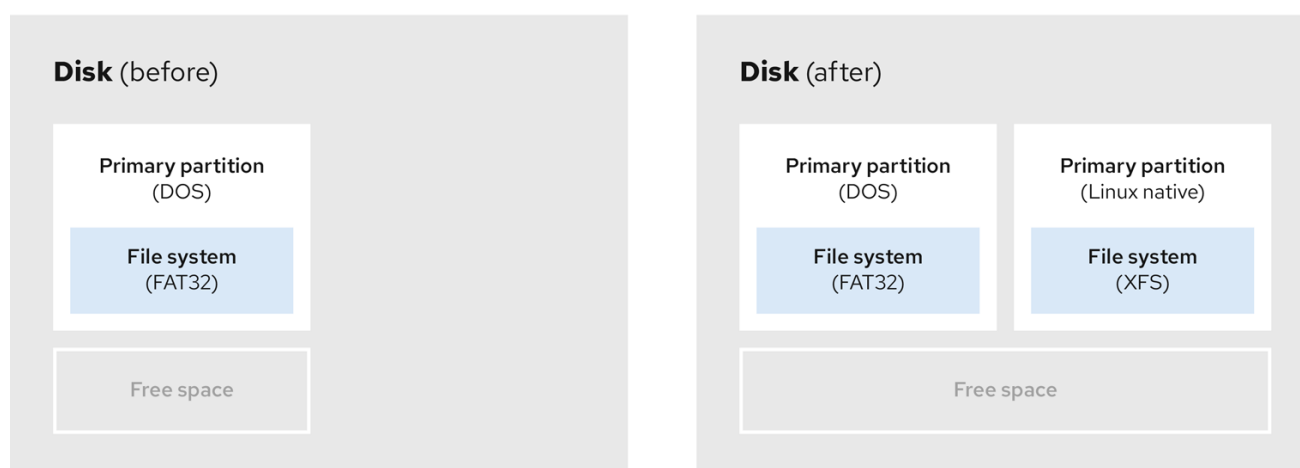 Disk (before)
Primary partition
(DOS)
File system
(FAT32)
Free space
Disk (after)
Primary partition
(DOS)
File system
(FAT32)
Primary partition
(Linux native)
File system
(XFS)
Free space